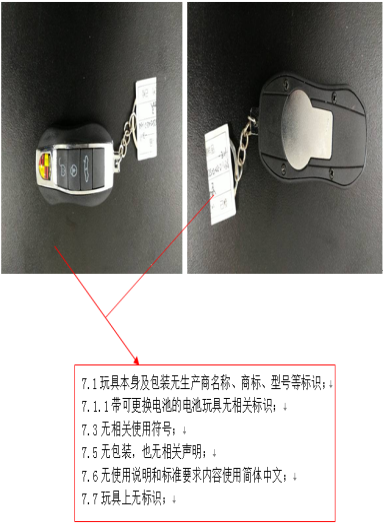 7.1玩具本身及包装无生产商名称、商标、型号等标识；↓
7.1.1带可更换电池的电池玩具无相关标识；↓
7.3无相关使用符号；↓
7.5无包装，也无相关声明；↓
7.6无使用说明和标准要求内容使用简体中文；↓
7.7玩具上无标识；↓